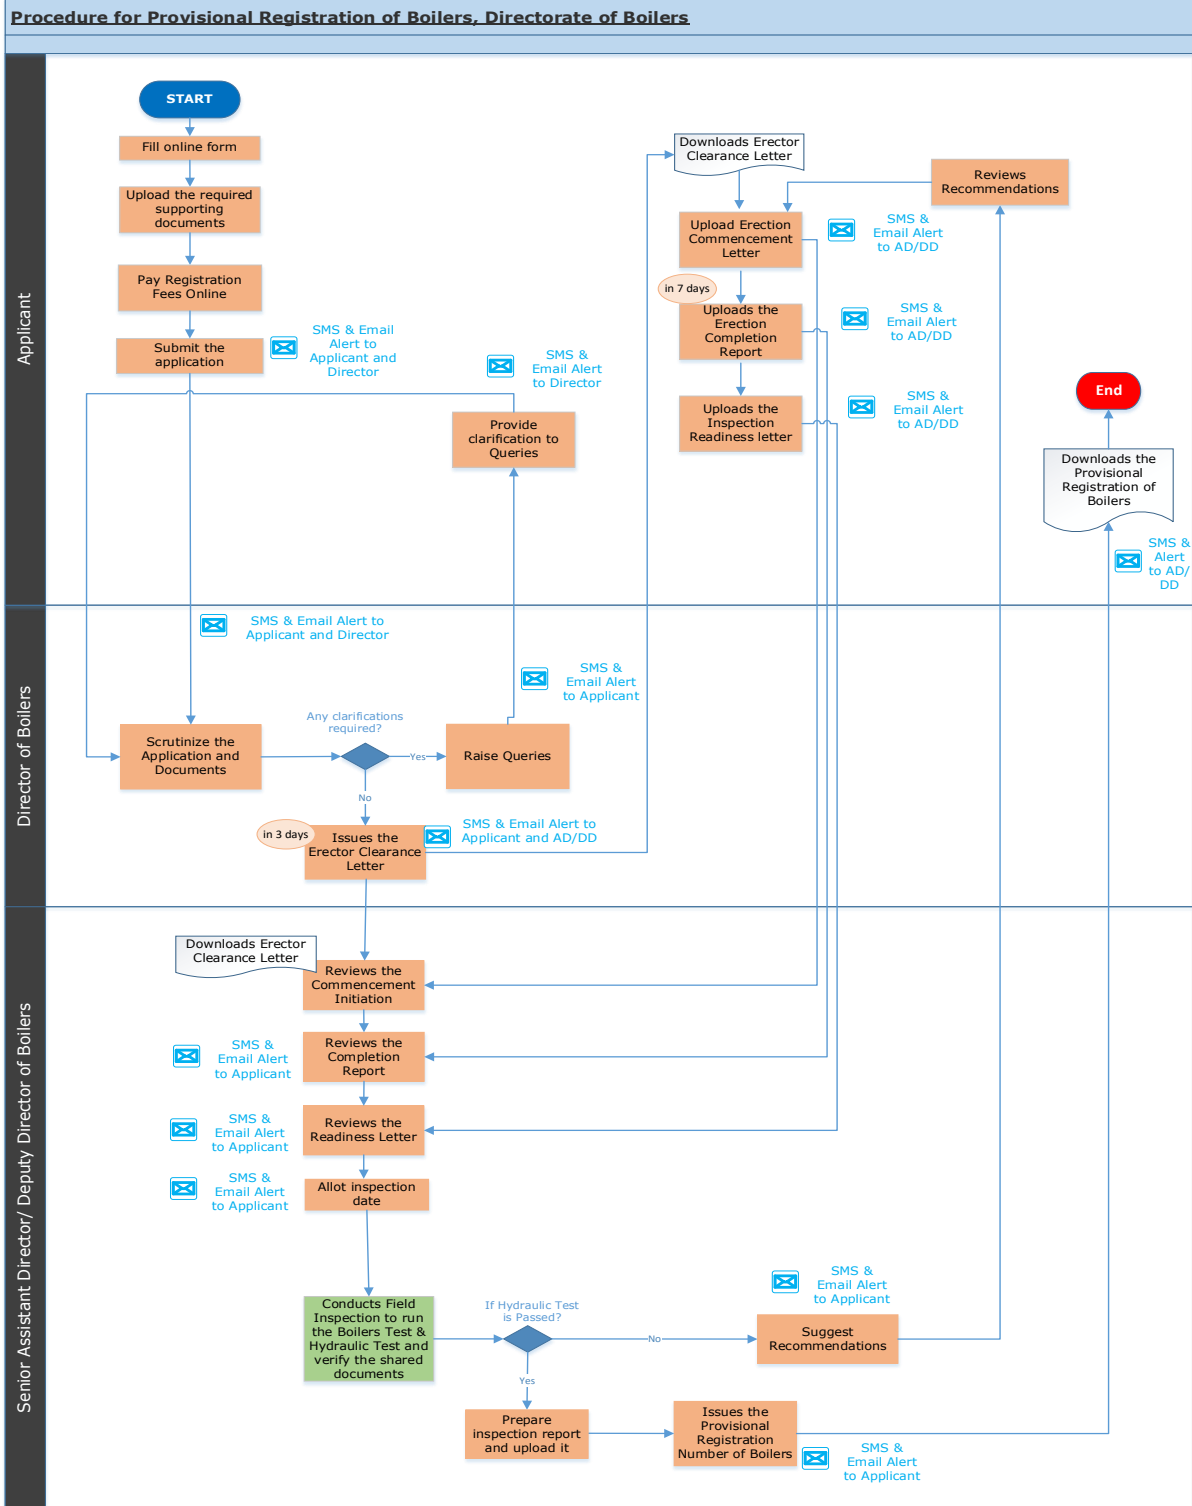 Procedure for Provisional Registration of Boilers, Directorate of Boilers
Applicant
START
Fill online form
Upload the required
supporting
documents
Pay Registration
Fees Online
Submit the
application
SMS & Email
Alert to
Applicant and
Director
SMS &
Email Alert
to Director
Provide
clarification to
Queries
Downloads Erector
Clearance Letter
Upload Erection
Commencement
Letter
SMS &
Email Alert
to AD/DD
in 7 days
Uploads the
Erection
Completion
Report
SMS &
Email Alert
to AD/DD
Uploads the
Inspection
Readiness letter
SMS &
Email Alert
to AD/DD
Reviews
Recommendations
End
Downloads the
Provisional
Registration of
Boilers
SMS &
Alert
to AD/
DD
Director of Boilers
SMS & Email Alert to
Applicant and Director
SMS &
Email Alert
to Applicant
Scrutinize the
Application and
Documents
Any clarifications
required?
Yes
Raise Queries
No
in 3 days
Issues the
Erector Clearance
Letter
SMS & Email Alert to
Applicant and AD/DD
Senior Assistant Director/ Deputy Director of Boilers
Downloads Erector
Clearance Letter
Reviews the
Commencement
Initiation
SMS &
Email Alert
to Applicant
Reviews the
Completion
Report
SMS &
Email Alert
to Applicant
Reviews the
Readiness Letter
SMS &
Email Alert
to Applicant
Allot inspection
date
Conducts Field
Inspection to run
the Boilers Test &
Hydraulic Test and
verify the shared
documents
If Hydraulic Test
is Passed?
No
SMS &
Email Alert
to Applicant
Suggest
Recommendations
Yes
Prepare
inspection report
and upload it
Issues the
Provisional
Registration
Number of Boilers
SMS &
Email Alert
to Applicant